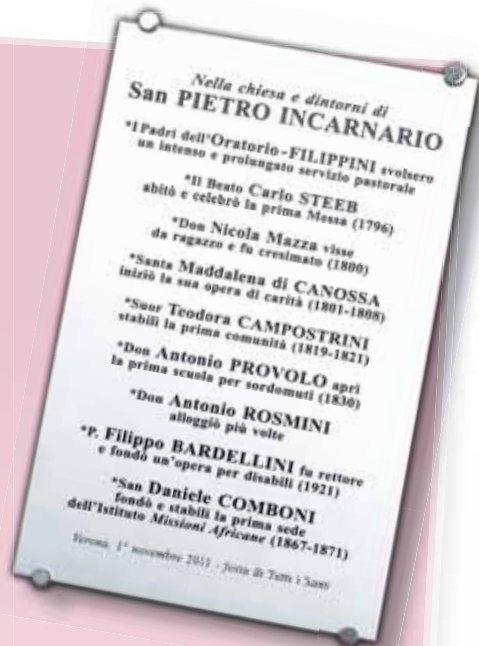 Nella chiesa e dintorni di
San PIETRO INCARNARIO
*I Padri dell'Oratorio-FILIPPINI svolsero
un intenso e prolungato servizio pastorale
*Il Beato Carlo STEEB
abitò e celebrò la prima Messa (1796)
*Don Nicola Mazza visse
da ragazzo e fu cresimato (1800)
*Santa Maddalena di CANOSSA
iniziò la sua opera di carità (1801-1808)
*Suor Teodora CAMPOSTRINI
stabilì la prima comunità (1819-1821)
*Don Antonio PROVOLO aprì
la prima scuola per sordomuti (1830)
*Don Antonio ROSMINI
alloggiò più volte
*P. Filippo BARDELLINI fu rettore
e fondò un'opera per disabili (1921)
*San Daniele COMBONI
fondò e stabilì la prima sede
dell'Istituto Missioni Africane (1867-1871)
Verona, 1° novembre 2011 - festa di Tutti i Santi